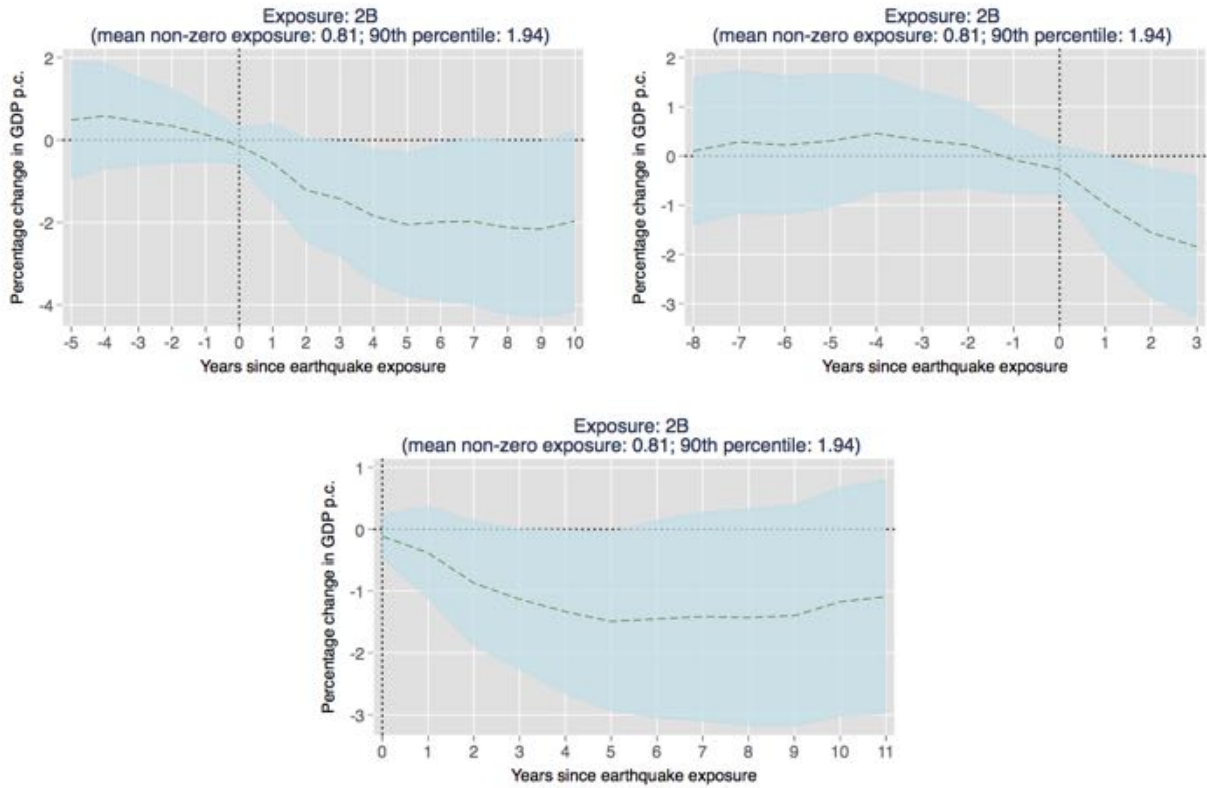 Exposure: 2B
(mean non-zero exposure: 0.81; 90th percentile: 1.94)
Percentage change in GDP p.c.
2
0
-2
-4
-5 -4 -3 -2 -1 0 1 2 3 4 5 6 7 8 9 10
Years since earthquake exposure
Exposure: 2B
(mean non-zero exposure: 0.81; 90th percentile: 1.94)
Percentage change in GDP p.c.
2
1
0
-1
-2
-3
-8 -7 -6 -5 -4 -3 -2 -1 0 1 2 3
Years since earthquake exposure
Exposure: 2B
(mean non-zero exposure: 0.81; 90th percentile: 1.94)
Percentage change in GDP p.c.
1
0
-1
-2
-3
0 1 2 3 4 5 6 7 8 9 10 11
Years since earthquake exposure